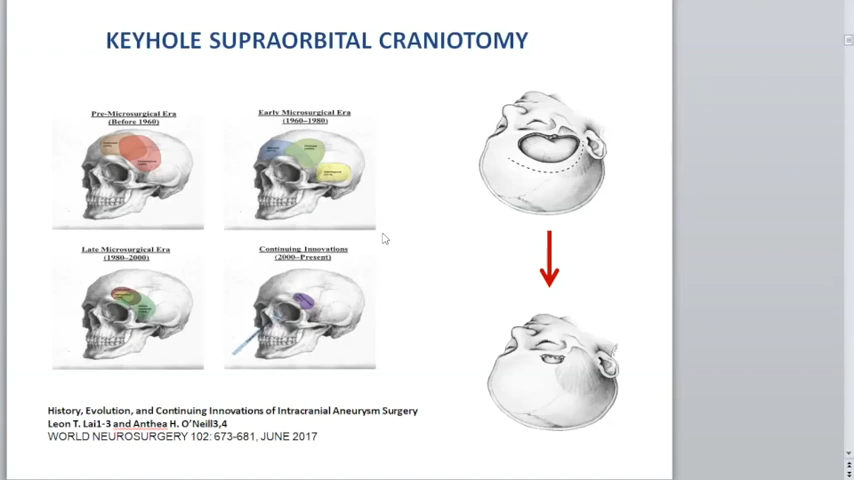 KEYHOLE SUPRAORBITAL CRANIOTOMY
Pre-Microsurgical Era
(Before 1960)
Early Microsurgical Era
(1960–1980)
Late Microsurgical Era
(1980–2000)
Continuing Innovations
(2000–Present)
History, Evolution, and Continuing Innovations of Intracranial Aneurysm Surgery
Leon T. Lai1-3 and Anthea H. O'Neill3,4
WORLD NEUROSURGERY 102: 673-681, JUNE 2017